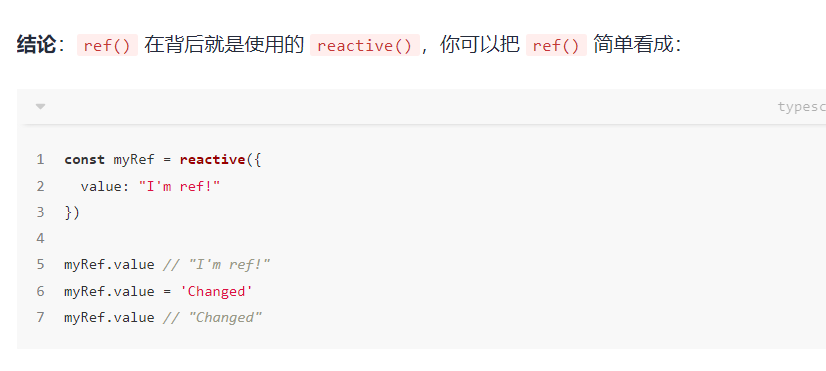 结论：ref() 在背后就是使用的 reactive()，你可以把 ref() 简单看成：
typesc
1 const myRef = reactive({
2   value: "I'm ref!"
3 })
4
5 myRef.value // "I'm ref!"
6 myRef.value = 'Changed'
7 myRef.value // "Changed"